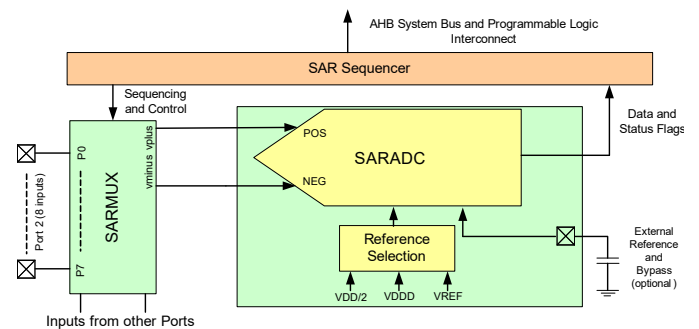 AHB System Bus and Programmable Logic
Interconnect
SAR Sequencer
Sequencing
and Control
Data and
Status Flags
vminus vplus
POS
SARADC
NEG
P0
Port 2 (8 inputs)
SARMUX
P7
Reference
Selection
External
Reference
and
Bypass
(optional)
VDD/2
VDDD
VREF
Inputs from other Ports